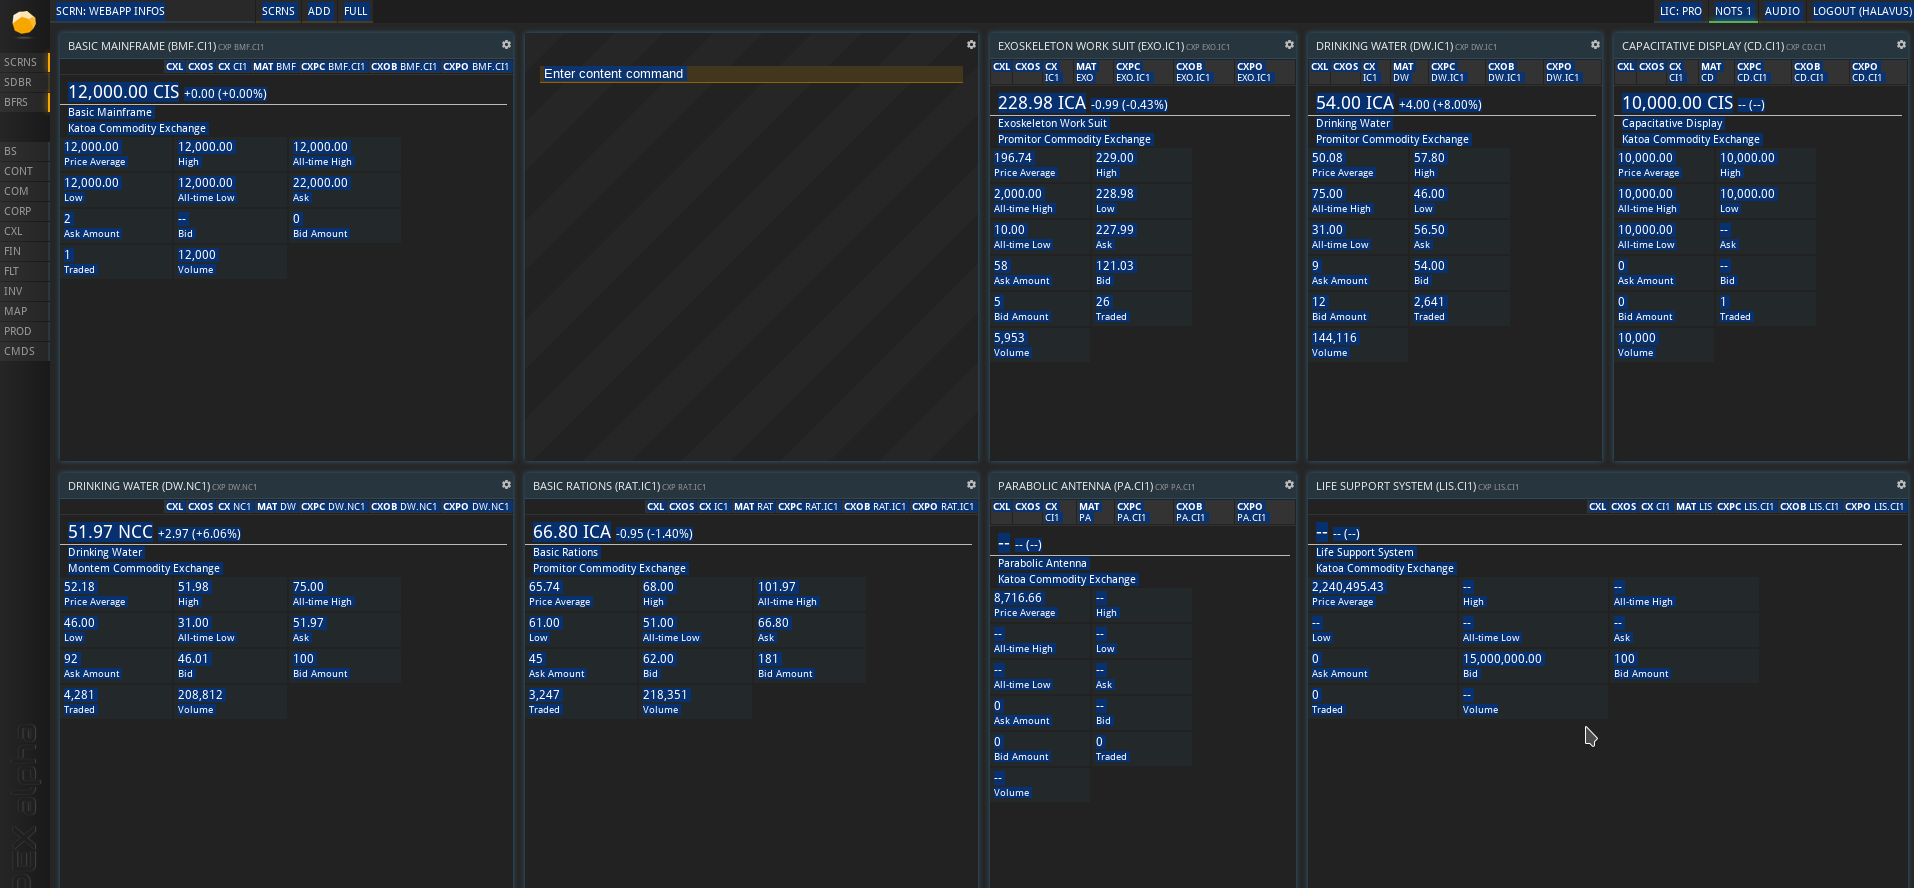 SCRN: WEBAPP INFOS
SCRNS
ADD
FULL
LIC: PRO
NOTS 1
AUDIO
LOGOUT (HALAVUS)
SCRNS
SDBR
BFRS
BS
CONT
COM
CORP
CXL
FIN
FLT
INV
MAP
PROD
CMDS
BASIC MAINFRAME (BMF.CI1) CXP BMF.CI1
CXL CXOS CX CI1 MAT BMF CXPC BMF.CI1 CXOB BMF.CI1 CXPO BMF.CI1
12,000.00 CIS +0.00 (+0.00%)
Basic Mainframe
Katoa Commodity Exchange
12,000.00 12,000.00 12,000.00
Price Average High All-time High
12,000.00 12,000.00 22,000.00
Low All-time Low Ask
2 -- 0
Ask Amount Bid Bid Amount
1 12,000
Traded Volume
Enter content command
EXOSKELETON WORK SUIT (EXO.IC1) CXP EXO.IC1
CXL CXOS CX MAT CXPC CXOB CXPO
IC1 EXO EXO.IC1 EXO.IC1 EXO.IC1
228.98 ICA -0.99 (-0.43%)
Exoskeleton Work Suit
Promitor Commodity Exchange
196.74 229.00
Price Average High
2,000.00 228.98
All-time High Low
10.00 227.99
All-time Low Ask
58 121.03
Ask Amount Bid
5 26
Bid Amount Traded
5,953
Volume
DRINKING WATER (DW.IC1) CXP DW.IC1
CXL CXOS CX MAT CXPC CXOB CXPO
IC1 DW DW.IC1 DW.IC1 DW.IC1
54.00 ICA +4.00 (+8.00%)
Drinking Water
Promitor Commodity Exchange
50.08 57.80
Price Average High
75.00 46.00
All-time High Low
31.00 56.50
All-time Low Ask
9 54.00
Ask Amount Bid
12 2,641
Bid Amount Traded
144,116
Volume
CAPACITATIVE DISPLAY (CD.CI1) CXP CD.CI1
CXL CXOS CX MAT CXPC CXOB CXPO
CI1 CD CD.CI1 CD.CI1 CD.CI1
10,000.00 CIS -- (--)
Capacitative Display
Katoa Commodity Exchange
10,000.00 10,000.00
Price Average High
10,000.00 10,000.00
All-time High Low
10,000.00 --
All-time Low Ask
0 --
Ask Amount Bid
0 1
Bid Amount Traded
10,000
Volume
DRINKING WATER (DW.NC1) CXP DW.NC1
CXL CXOS CX NC1 MAT DW CXPC DW.NC1 CXOB DW.NC1 CXPO DW.NC1
51.97 NCC +2.97 (+6.06%)
Drinking Water
Montem Commodity Exchange
52.18 51.98 75.00
Price Average High All-time High
46.00 31.00 51.97
Low All-time Low Ask
92 46.01 100
Ask Amount Bid Bid Amount
4,281 208,812
Traded Volume
BASIC RATIONS (RAT.IC1) CXP RAT.IC1
CXL CXOS CX IC1 MAT RAT CXPC RAT.IC1 CXOB RAT.IC1 CXPO RAT.IC1
66.80 ICA -0.95 (-1.40%)
Basic Rations
Promitor Commodity Exchange
65.74 68.00 101.97
Price Average High All-time High
61.00 51.00 66.80
Low All-time Low Ask
45 62.00 181
Ask Amount Bid Bid Amount
3,247 218,351
Traded Volume
PARABOLIC ANTENNA (PA.CI1) CXP PA.CI1
CXL CXOS CX MAT CXPC CXOB CXPO
CI1 PA PA.CI1 PA.CI1 PA.CI1
-- -- (--)
Parabolic Antenna
Katoa Commodity Exchange
8,716.66 --
Price Average High
-- --
All-time High Low
-- --
All-time Low Ask
0 --
Ask Amount Bid
0 0
Bid Amount Traded
--
Volume
LIFE SUPPORT SYSTEM (LIS.CI1) CXP LIS.CI1
CXL CXOS CX CI1 MAT LIS CXPC LIS.CI1 CXOB LIS.CI1 CXPO LIS.CI1
-- -- (--)
Life Support System
Katoa Commodity Exchange
2,240,495.43 -- --
Price Average High All-time High
-- -- --
Low All-time Low Ask
0 15,000,000.00 100
Ask Amount Bid Bid Amount
0 --
Traded Volume
PEX alpha